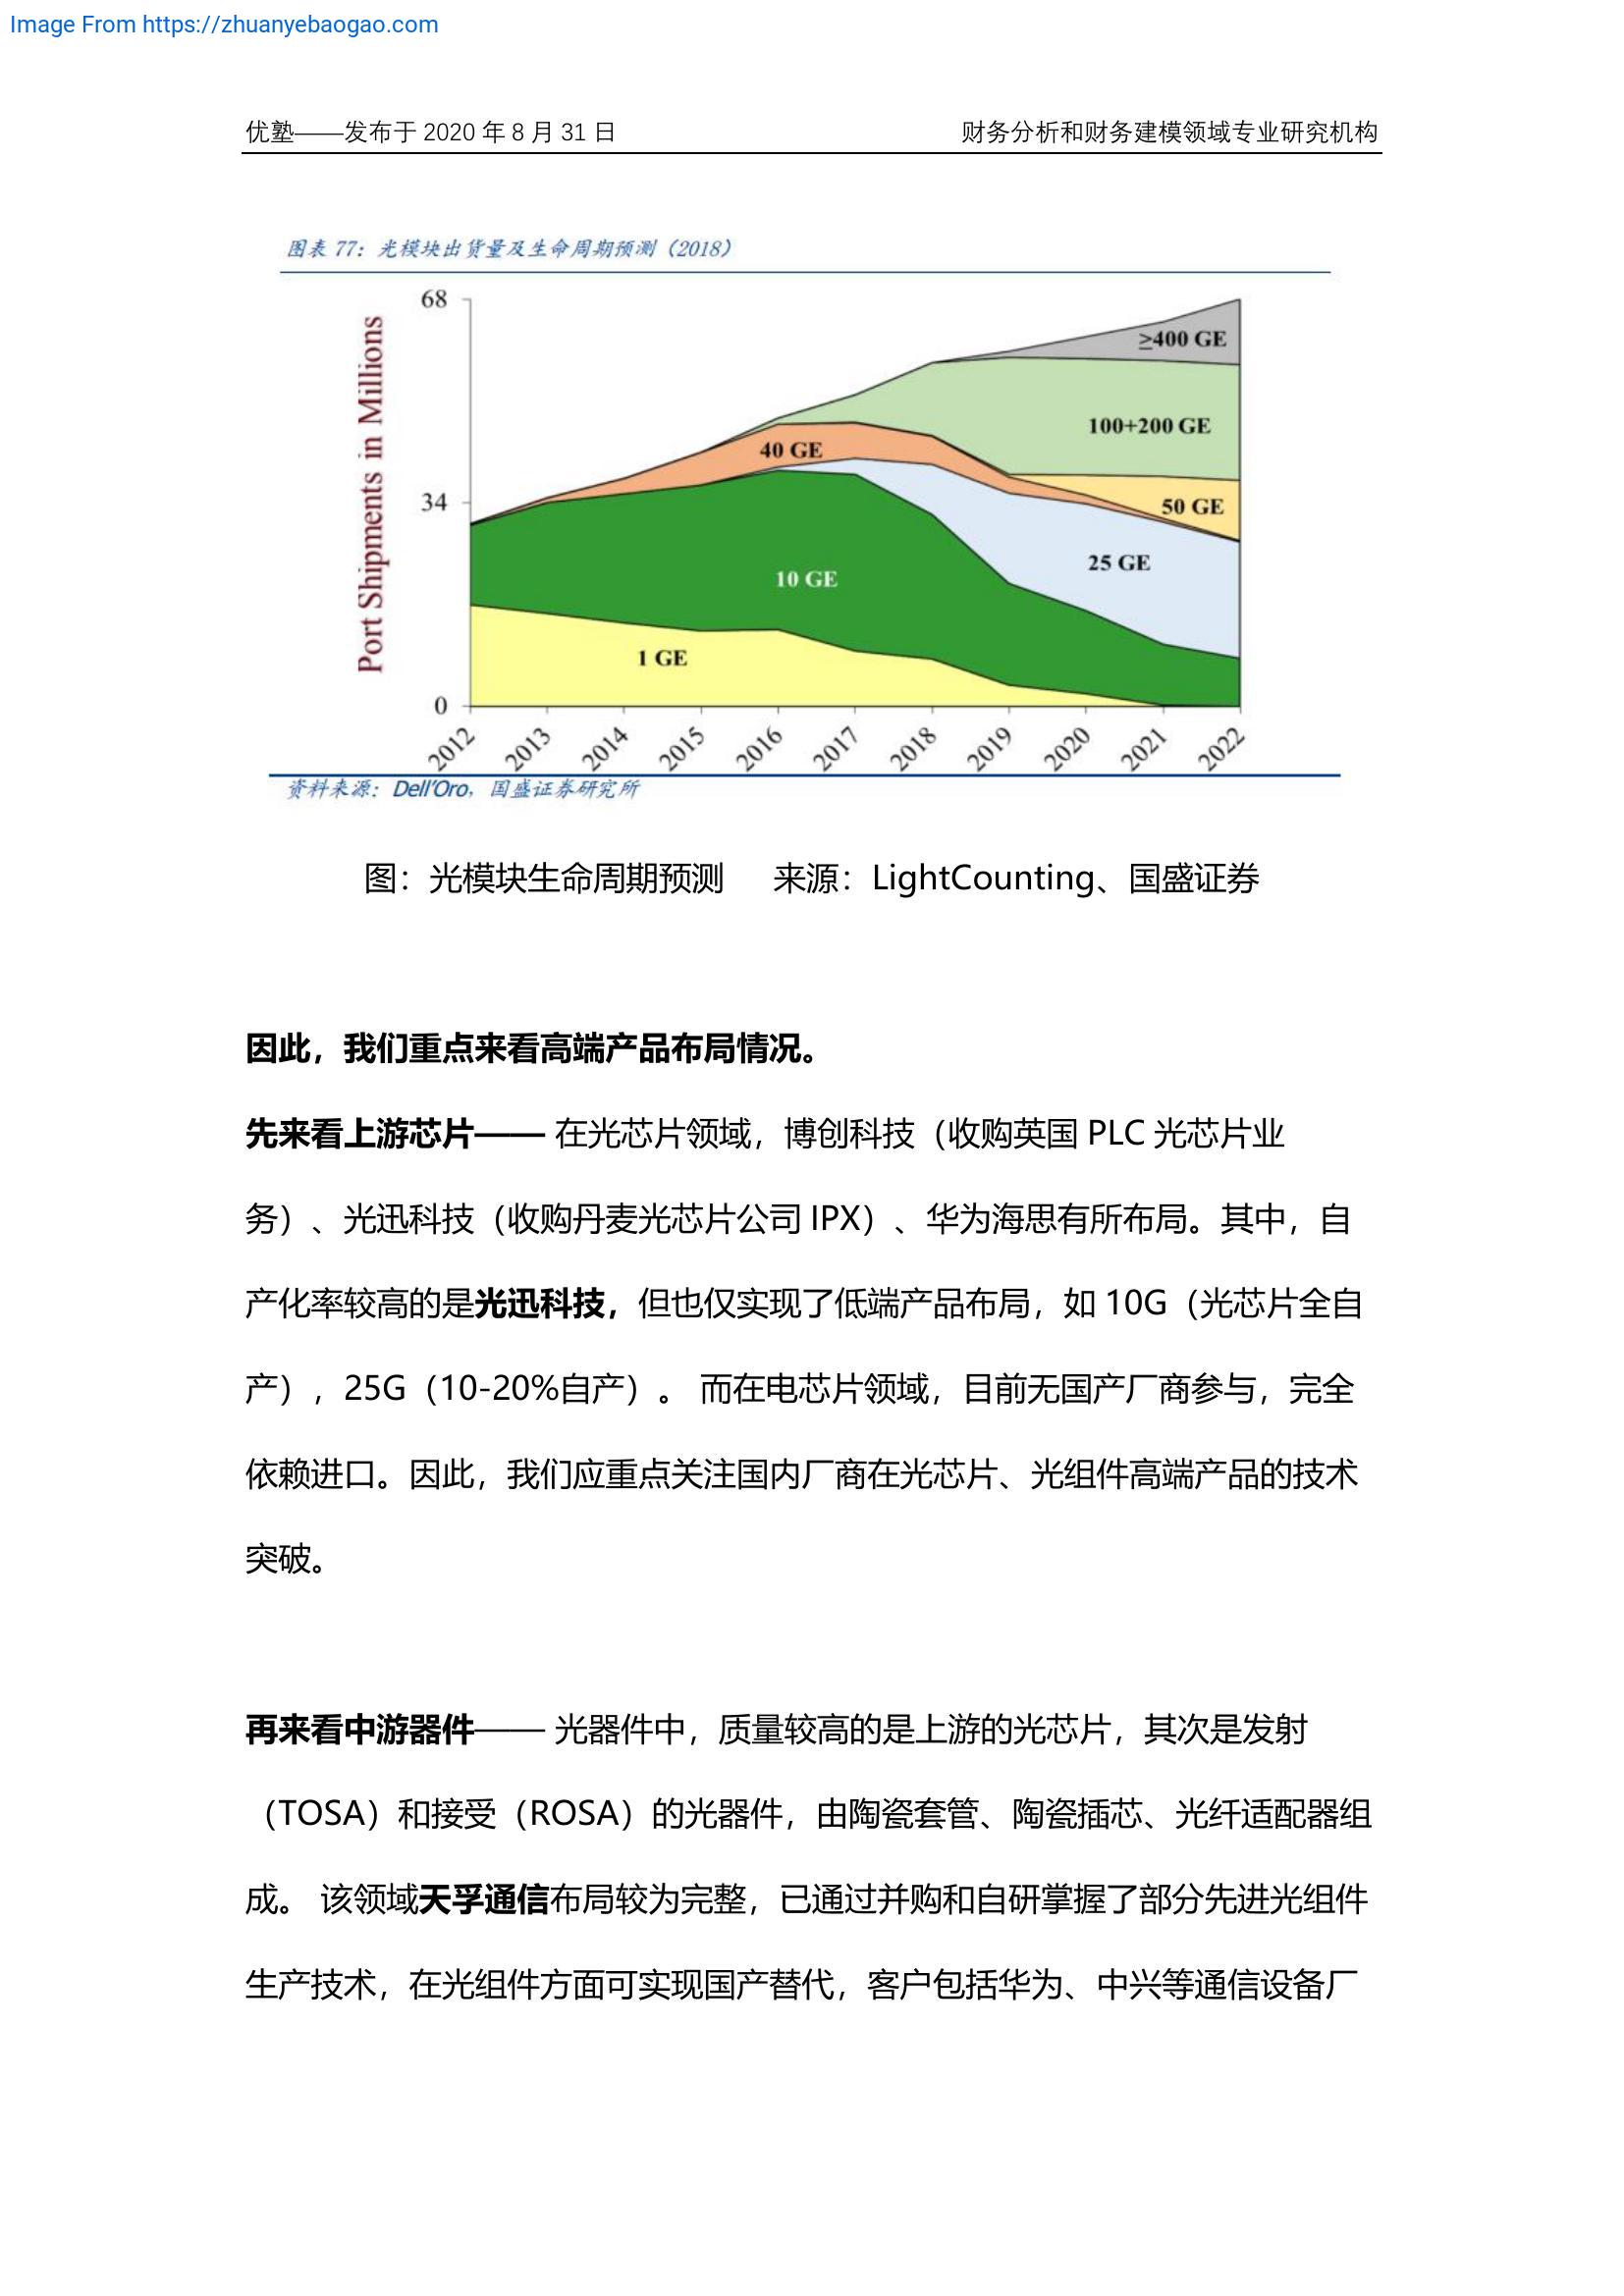 Image From https://zhuanyebaogao.com
优塾——发布于 2020 年 8 月 31 日 财务分析和财务建模领域专业研究机构
图表 77：光模块出货量及生命周期预测（2018）
Port Shipments in Millions
68
34
0
≥400 GE
100+200 GE
40 GE
50 GE
25 GE
10 GE
1 GE
2012 2013 2014 2015 2016 2017 2018 2019 2020 2021 2022
资料来源：Dell'Oro，国盛证券研究所
图：光模块生命周期预测 来源：LightCounting、国盛证券
因此，我们重点来看高端产品布局情况。
先来看上游芯片—— 在光芯片领域，博创科技（收购英国 PLC 光芯片业
务）、光迅科技（收购丹麦光芯片公司 IPX）、华为海思有所布局。其中，自
产化率较高的是光迅科技，但也仅实现了低端产品布局，如 10G（光芯片全自
产），25G（10-20%自产）。 而在电芯片领域，目前无国产厂商参与，完全
依赖进口。因此，我们应重点关注国内厂商在光芯片、光组件高端产品的技术
突破。
再来看中游器件—— 光器件中，质量较高的是上游的光芯片，其次是发射
（TOSA）和接受（ROSA）的光器件，由陶瓷套管、陶瓷插芯、光纤适配器组
成。 该领域天孚通信布局较为完整，已通过并购和自研掌握了部分先进光组件
生产技术，在光组件方面可实现国产替代，客户包括华为、中兴等通信设备厂